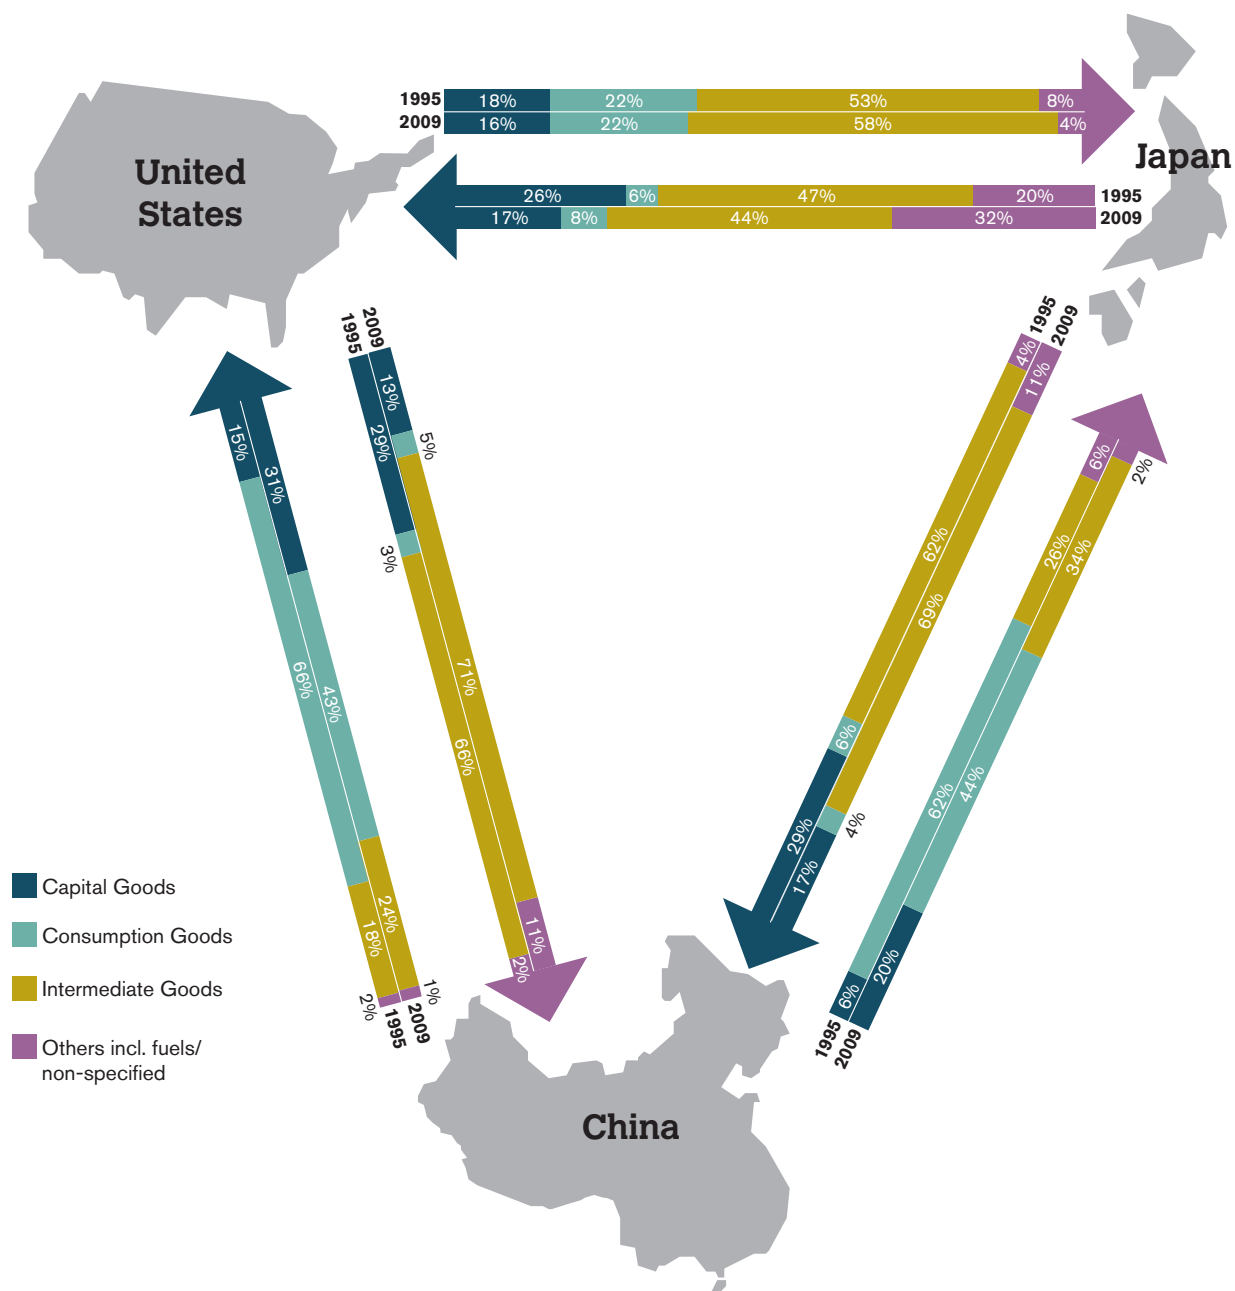 1995 18% 22% 53% 8%
2009 16% 22% 58% 4%
United
States
Japan
26% 6% 47% 20% 1995
17% 8% 44% 32% 2009
1995 29% 3% 66% 2%
2009 13% 5% 71% 11%
1995 4% 62% 6% 29%
2009 11% 69% 4% 17%
15% 66% 18% 2% 1995
31% 43% 24% 1% 2009
6% 26% 62% 6% 1995
2% 34% 44% 20% 2009
Capital Goods
Consumption Goods
Intermediate Goods
Others incl. fuels/
non-specified
China